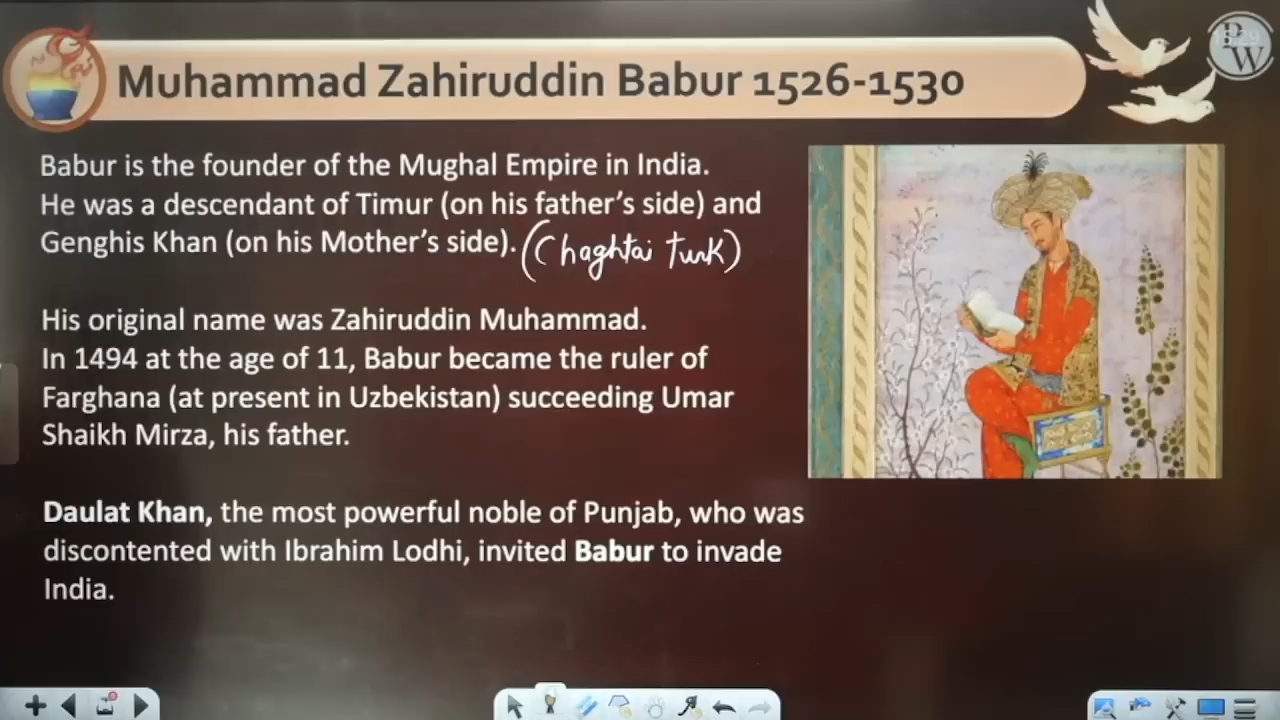 Muhammad Zahiruddin Babur 1526-1530
PW
Babur is the founder of the Mughal Empire in India.
He was a descendant of Timur (on his father's side) and
Genghis Khan (on his Mother's side). (Chaghtai Turk)
His original name was Zahiruddin Muhammad.
In 1494 at the age of 11, Babur became the ruler of
Farghana (at present in Uzbekistan) succeeding Umar
Shaikh Mirza, his father.
Daulat Khan, the most powerful noble of Punjab, who was
discontented with Ibrahim Lodhi, invited Babur to invade
India.